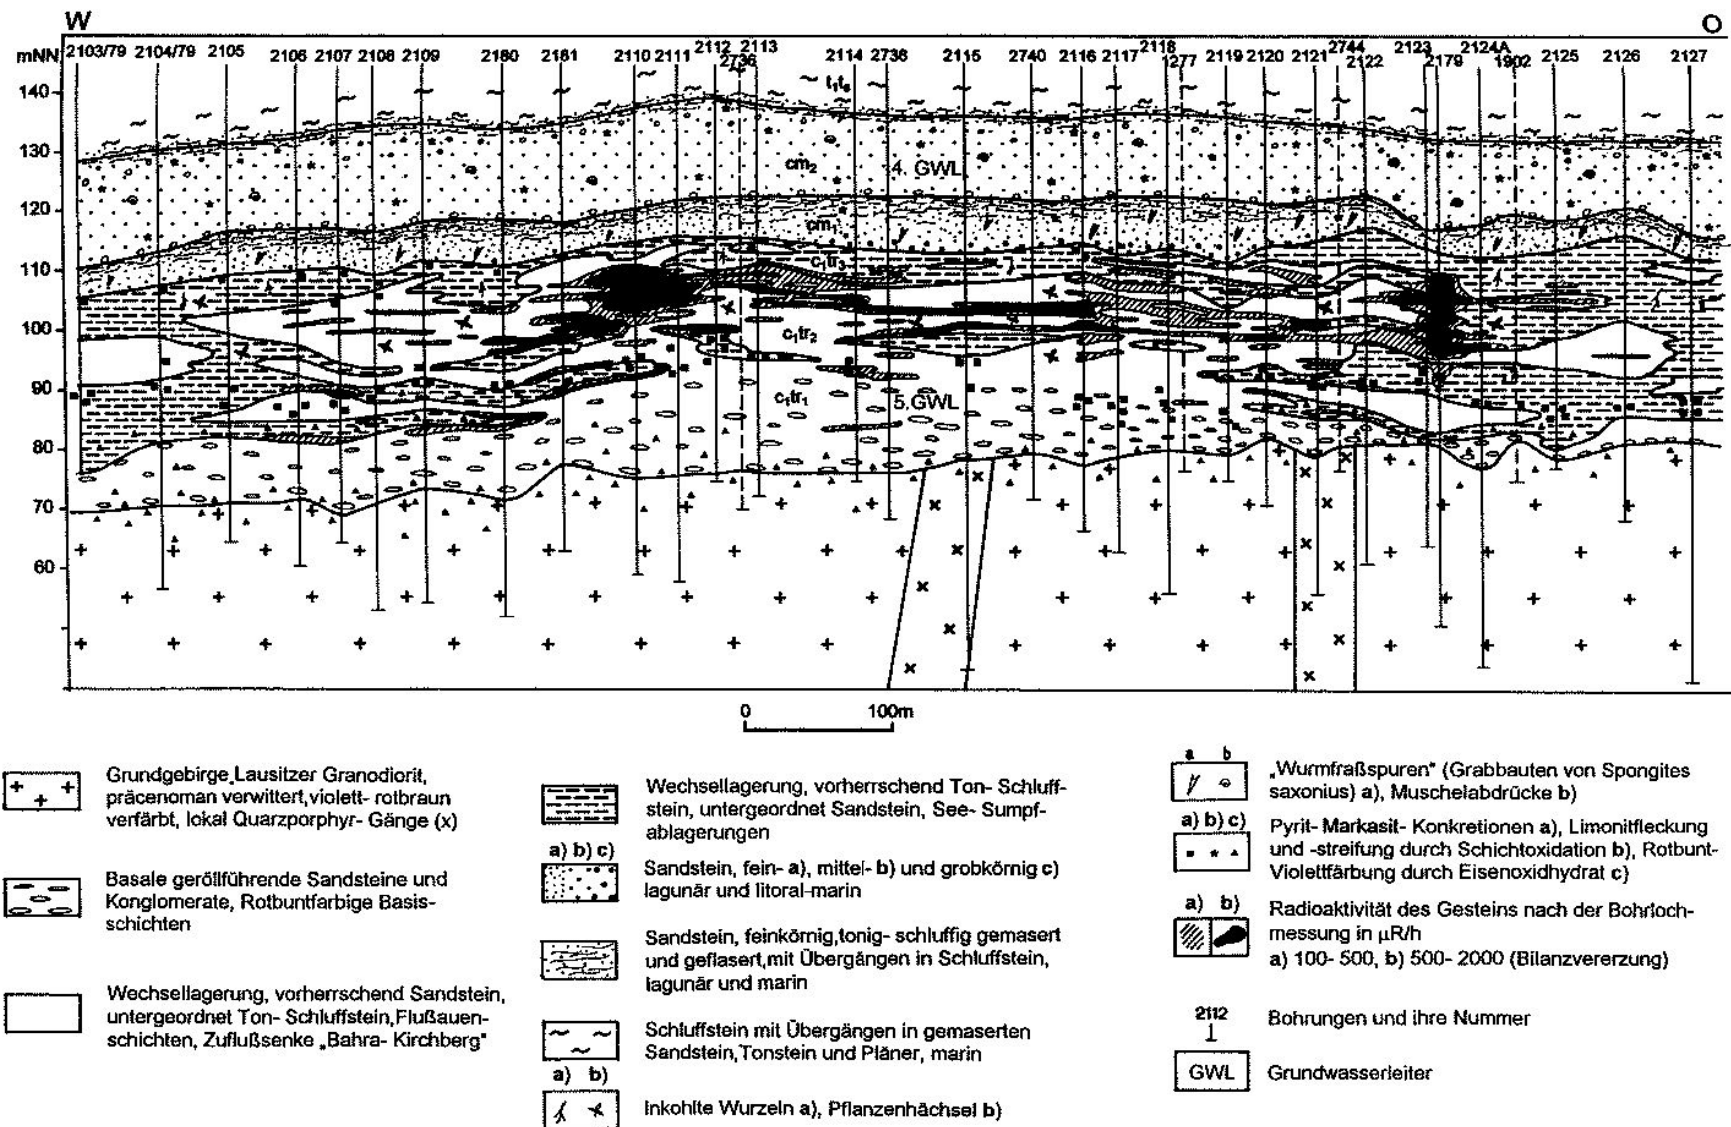 W O
2103/79 2104/79 2105 2106 2107 2108 2109 2180 2181 2110 2111 2112 2736 2113 2114 2738 2115 2740 2116 2117 2118 1277 2119 2120 2121 2744 2122 2123 2179 2124A 1902 2125 2126 2127
mNN
140
t₁t₆
130
cm₂ 4. GWL
120
cm₁
110
c₁tr₃
100
c₁tr₂
90
c₁tr₁ 5.GWL
80
70
60
0 100m
Grundgebirge,Lausitzer Granodiorit,
präcenoman verwittert,violett- rotbraun
verfärbt, lokal Quarzporphyr- Gänge (x)
Basale geröllführende Sandsteine und
Konglomerate, Rotbuntfarbige Basis-
schichten
Wechsellagerung, vorherrschend Sandstein,
untergeordnet Ton- Schluffstein,Flußauen-
schichten, Zuflußsenke „Bahra- Kirchberg"
Wechsellagerung, vorherrschend Ton- Schluff-
stein, untergeordnet Sandstein, See- Sumpf-
ablagerungen
a) b) c)
Sandstein, fein- a), mittel- b) und grobkörnig c)
lagunär und litoral-marin
Sandstein, feinkörnig,tonig- schluffig gemasert
und geflasert,mit Übergängen in Schluffstein,
lagunär und marin
Schluffstein mit Übergängen in gemaserten
Sandstein,Tonstein und Pläner, marin
a) b)
Inkohlte Wurzeln a), Pflanzenhächsel b)
a b
„Wurmfraßspuren" (Grabbauten von Spongites
saxonius) a), Muschelabdrücke b)
a) b) c)
Pyrit- Markasit- Konkretionen a), Limonitfleckung
und -streifung durch Schichtoxidation b), Rotbunt-
Violettfärbung durch Eisenoxidhydrat c)
a) b)
Radioaktivität des Gesteins nach der Bohrloch-
messung in µR/h
a) 100- 500, b) 500- 2000 (Bilanzvererzung)
2112
Bohrungen und ihre Nummer
GWL Grundwasserleiter